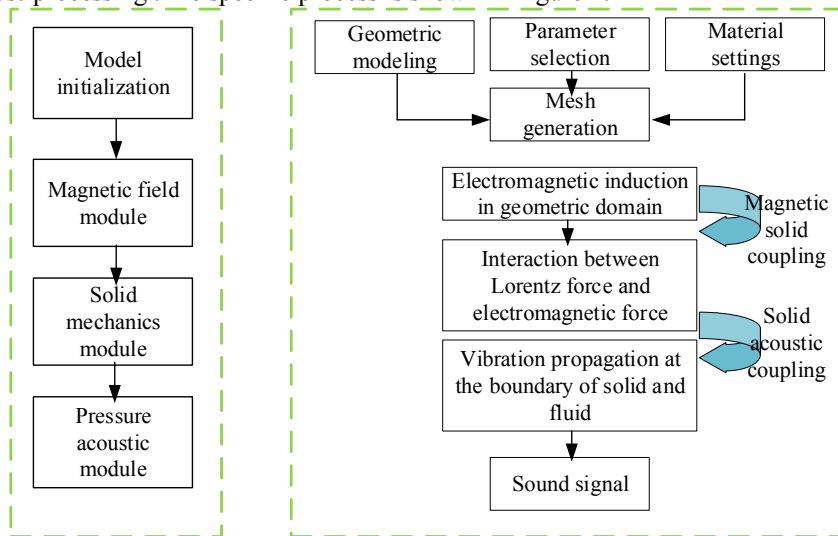 Model
initialization
Magnetic field
module
Solid
mechanics
module
Pressure
acoustic
module
Geometric
modeling
Parameter
selection
Material
settings
Mesh
generation
Electromagnetic induction
in geometric domain
Magnetic
solid
coupling
Interaction between
Lorentz force and
electromagnetic force
Solid
acoustic
coupling
Vibration propagation at
the boundary of solid and
fluid
Sound signal